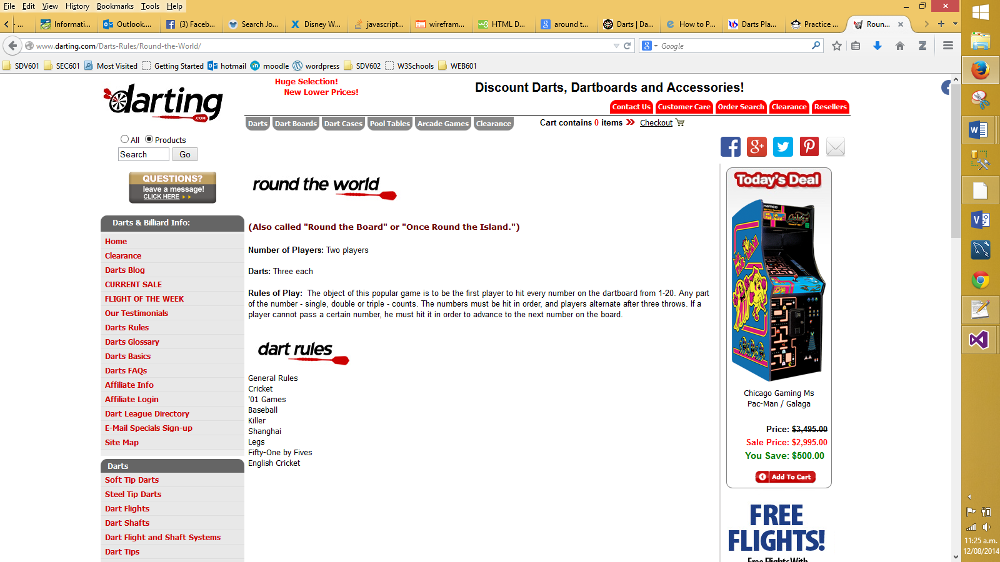 File Edit View History Bookmarks Tools Help
- ... Informati... Outlook.... (3) Faceb... Search Jo... Disney W... javascript... wirefram... HTML D... around t... Darts | Da... How to P... Darts Pla... Practice ... Roun...
www.darting.com/Darts-Rules/Round-the-World/ Google
SDV601 SEC601 Most Visited Getting Started hotmail moodle wordpress SDV602 W3Schools WEB601
darting
.COM
Huge Selection!
New Lower Prices!
Discount Darts, Dartboards and Accessories!
Contact Us Customer Care Order Search Clearance Resellers
Darts Dart Boards Dart Cases Pool Tables Arcade Games Clearance
Cart contains 0 items Checkout
All Products
Search Go
QUESTIONS?
leave a message!
CLICK HERE
Darts & Billiard Info:
Home
Clearance
Darts Blog
CURRENT SALE
FLIGHT OF THE WEEK
Our Testimonials
Darts Rules
Darts Glossary
Darts Basics
Darts FAQs
Affiliate Info
Affiliate Login
Dart League Directory
E-Mail Specials Sign-up
Site Map
Darts
Soft Tip Darts
Steel Tip Darts
Dart Flights
Dart Shafts
Dart Flight and Shaft Systems
Dart Tips
round the world
(Also called "Round the Board" or "Once Round the Island.")
Number of Players: Two players
Darts: Three each
Rules of Play: The object of this popular game is to be the first player to hit every number on the dartboard from 1-20. Any part
of the number - single, double or triple - counts. The numbers must be hit in order, and players alternate after three throws. If a
player cannot pass a certain number, he must hit it in order to advance to the next number on the board.
dart rules
General Rules
Cricket
'01 Games
Baseball
Killer
Shanghai
Legs
Fifty-One by Fives
English Cricket
Today's Deal
namco
Chicago Gaming Ms
Pac-Man / Galaga
Price: $3,495.00
Sale Price: $2,995.00
You Save: $500.00
Add To Cart
FREE
FLIGHTS!
Free Flights With
11:25 a.m.
12/08/2014